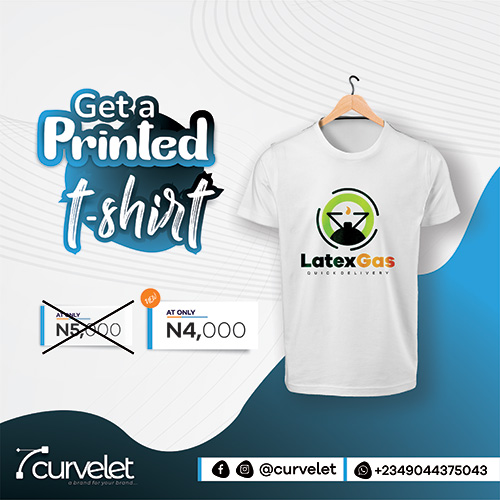 Get a
Printed
t-shirt
AT ONLY
N5,000
AT ONLY
N4,000
LatexGas
QUICK DELIVERY
curvelet
a brand for your brand...
@curvelet
+2349044375043